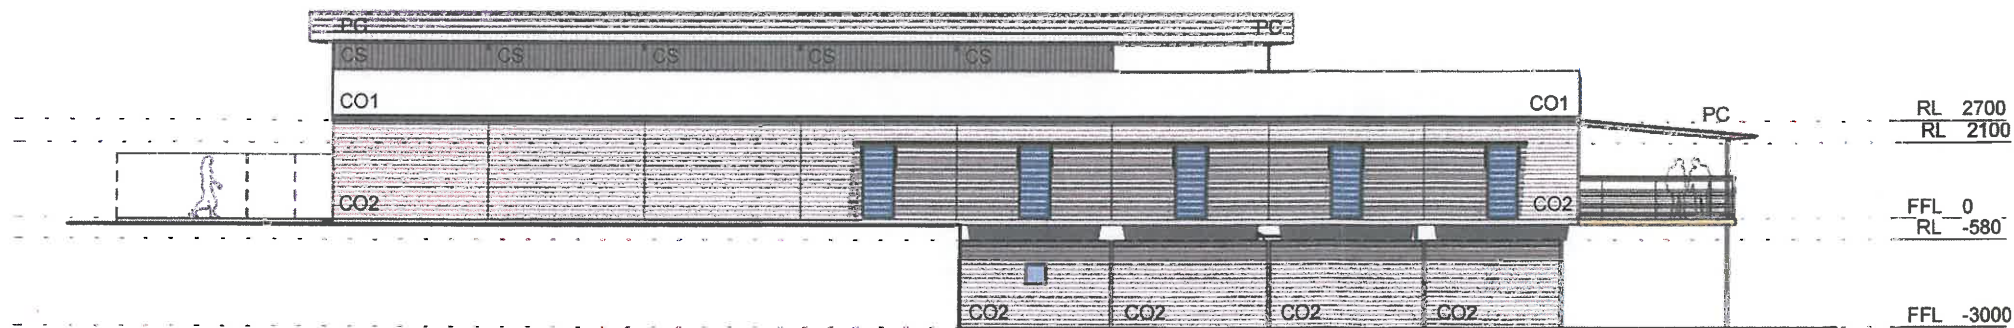 PC PC
CS CS CS CS CS
CO1 CO1
PC
RL 2700
RL 2100
CO2 CO2
FFL 0
RL -580
CO2 CO2 CO2 CO2
FFL -3000